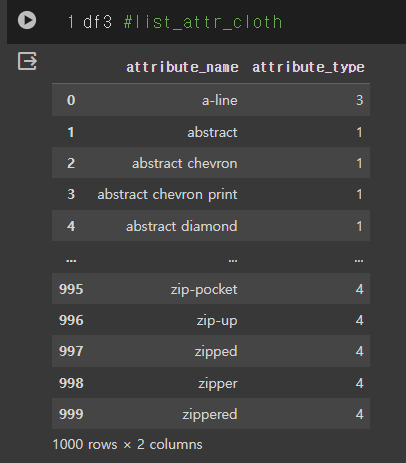 1 df3 #list_attr_cloth
attribute_name attribute_type
0 a-line 3
1 abstract 1
2 abstract chevron 1
3 abstract chevron print 1
4 abstract diamond 1
... ... ...
995 zip-pocket 4
996 zip-up 4
997 zipped 4
998 zipper 4
999 zippered 4
1000 rows × 2 columns